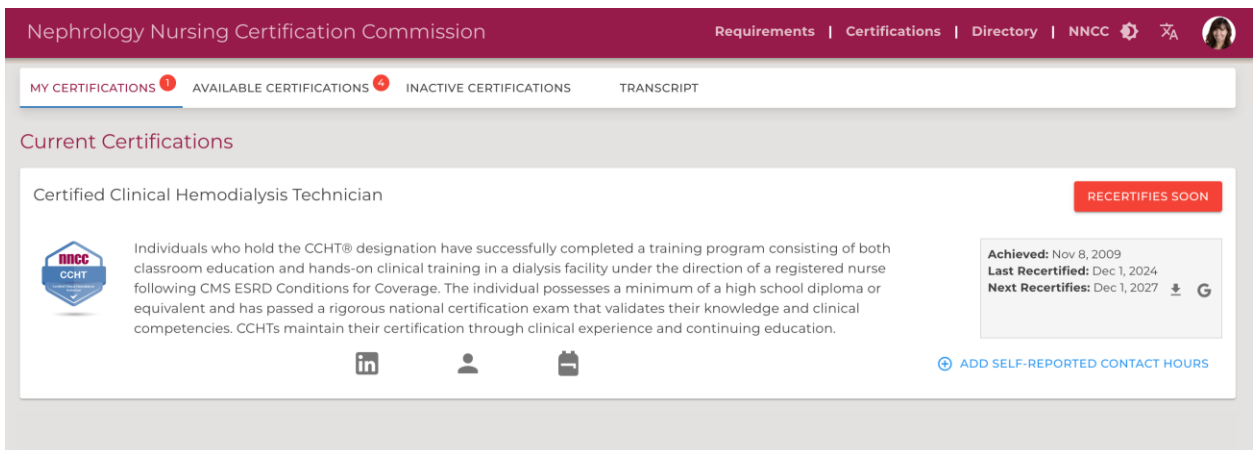 Nephrology Nursing Certification Commission
Requirements | Certifications | Directory | NNCC
MY CERTIFICATIONS 1 AVAILABLE CERTIFICATIONS 4 INACTIVE CERTIFICATIONS TRANSCRIPT
Current Certifications
Certified Clinical Hemodialysis Technician
RECERTIFIES SOON
nncc
CCHT
Individuals who hold the CCHT® designation have successfully completed a training program consisting of both
classroom education and hands-on clinical training in a dialysis facility under the direction of a registered nurse
following CMS ESRD Conditions for Coverage. The individual possesses a minimum of a high school diploma or
equivalent and has passed a rigorous national certification exam that validates their knowledge and clinical
competencies. CCHTs maintain their certification through clinical experience and continuing education.
Achieved: Nov 8, 2009
Last Recertified: Dec 1, 2024
Next Recertifies: Dec 1, 2027 G
in
ADD SELF-REPORTED CONTACT HOURS